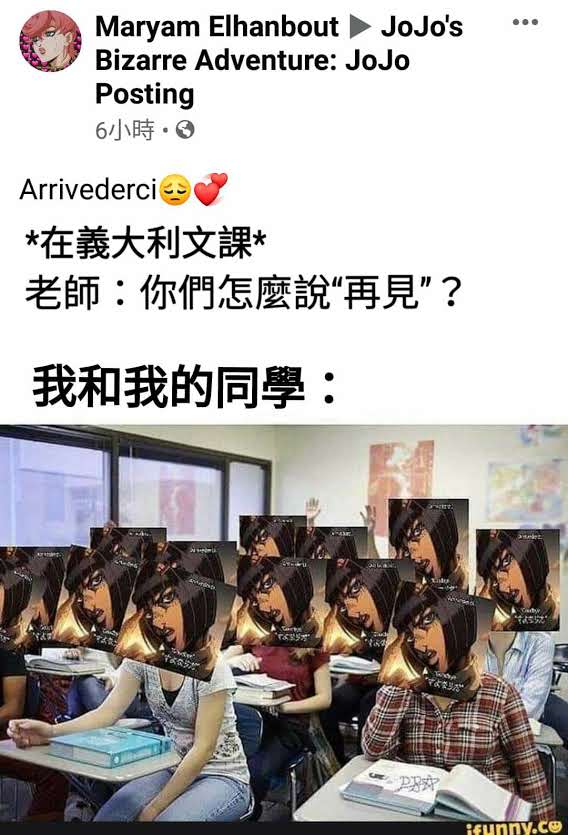 Maryam Elhanbout ▶ JoJo's
Bizarre Adventure: JoJo
Posting
6小時 ·
Arrivederci😔💞
*在義大利文課*
老師：你們怎麼說“再見”？
我和我的同學：
ifunny.co